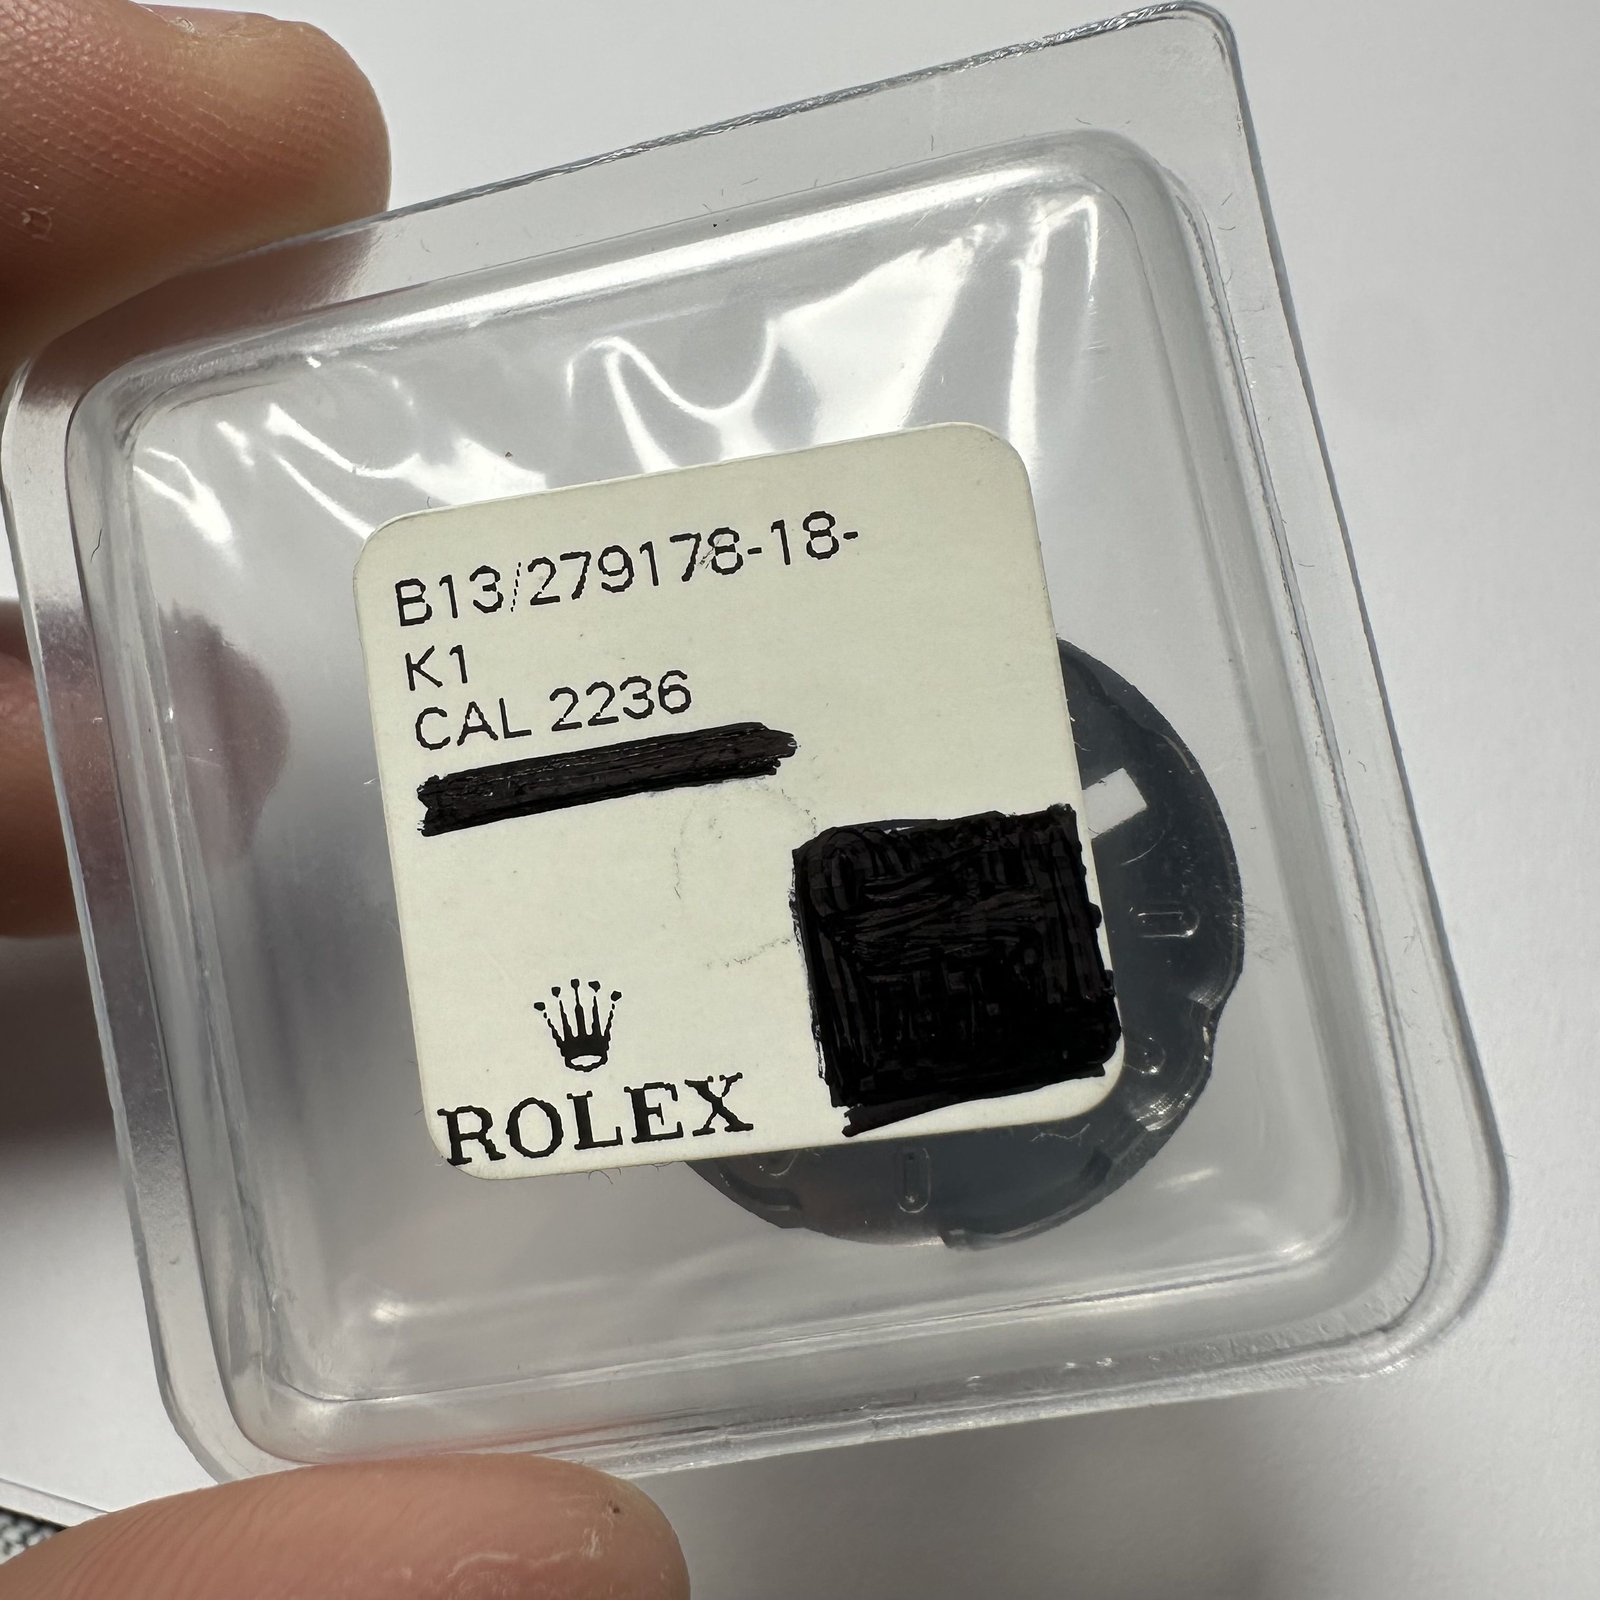 B13/279178-18-
K1
CAL 2236
ROLEX